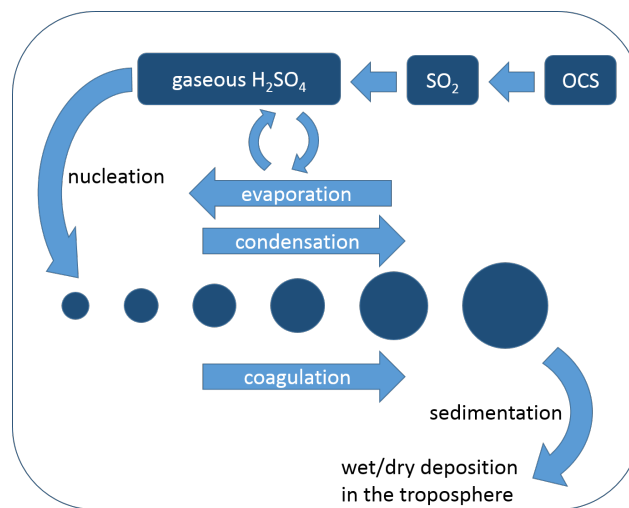 gaseous H₂SO₄
SO₂
OCS
nucleation
evaporation
condensation
coagulation
sedimentation
wet/dry deposition
in the troposphere